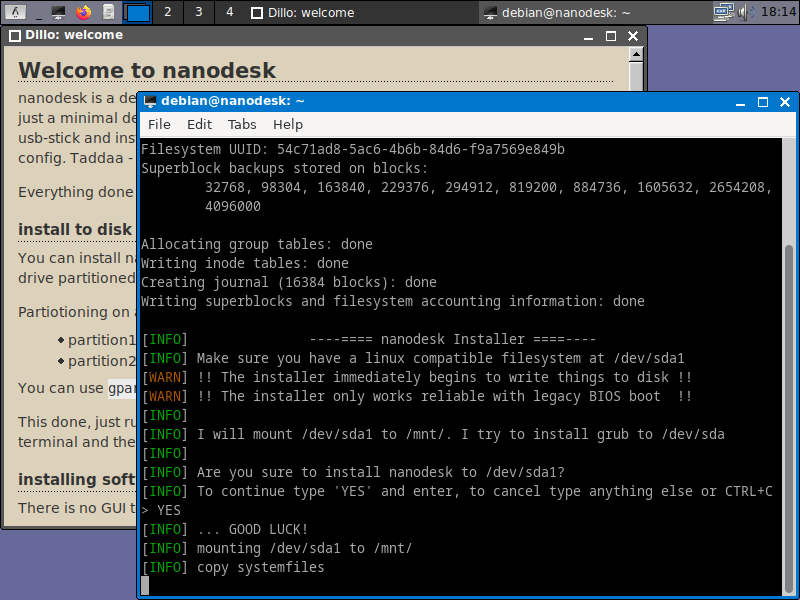 2 3 4 Dillo: welcome debian@nanodesk: ~ 18:14
Dillo: welcome
Welcome to nanodesk
nanodesk is a de
just a minimal de
usb-stick and ins
config. Taddaa -
Everything done
install to disk
You can install na
drive partitioned
Partiotioning on a
partition1
partition2
You can use gpar
This done, just ru
terminal and the
installing soft
There is no GUI t
debian@nanodesk: ~
File Edit Tabs Help
Filesystem UUID: 54c71ad8-5ac6-4b6b-84d6-f9a7569e849b
Superblock backups stored on blocks:
32768, 98304, 163840, 229376, 294912, 819200, 884736, 1605632, 2654208,
4096000
Allocating group tables: done
Writing inode tables: done
Creating journal (16384 blocks): done
Writing superblocks and filesystem accounting information: done
[INFO] ----==== nanodesk Installer ====----
[INFO] Make sure you have a linux compatible filesystem at /dev/sda1
[WARN] !! The installer immediately begins to write things to disk !!
[WARN] !! The installer only works reliable with legacy BIOS boot !!
[INFO]
[INFO] I will mount /dev/sda1 to /mnt/. I try to install grub to /dev/sda
[INFO]
[INFO] Are you sure to install nanodesk to /dev/sda1?
[INFO] To continue type 'YES' and enter, to cancel type anything else or CTRL+C
> YES
[INFO] ... GOOD LUCK!
[INFO] mounting /dev/sda1 to /mnt/
[INFO] copy systemfiles